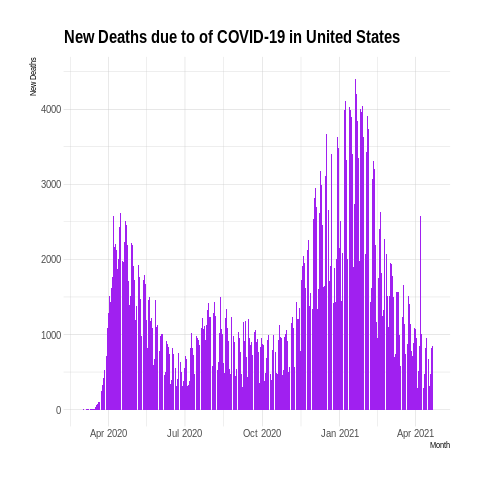 New Deaths due to of COVID-19 in United States
New Deaths
4000
3000
2000
1000
0
Apr 2020
Jul 2020
Oct 2020
Jan 2021
Apr 2021
Month